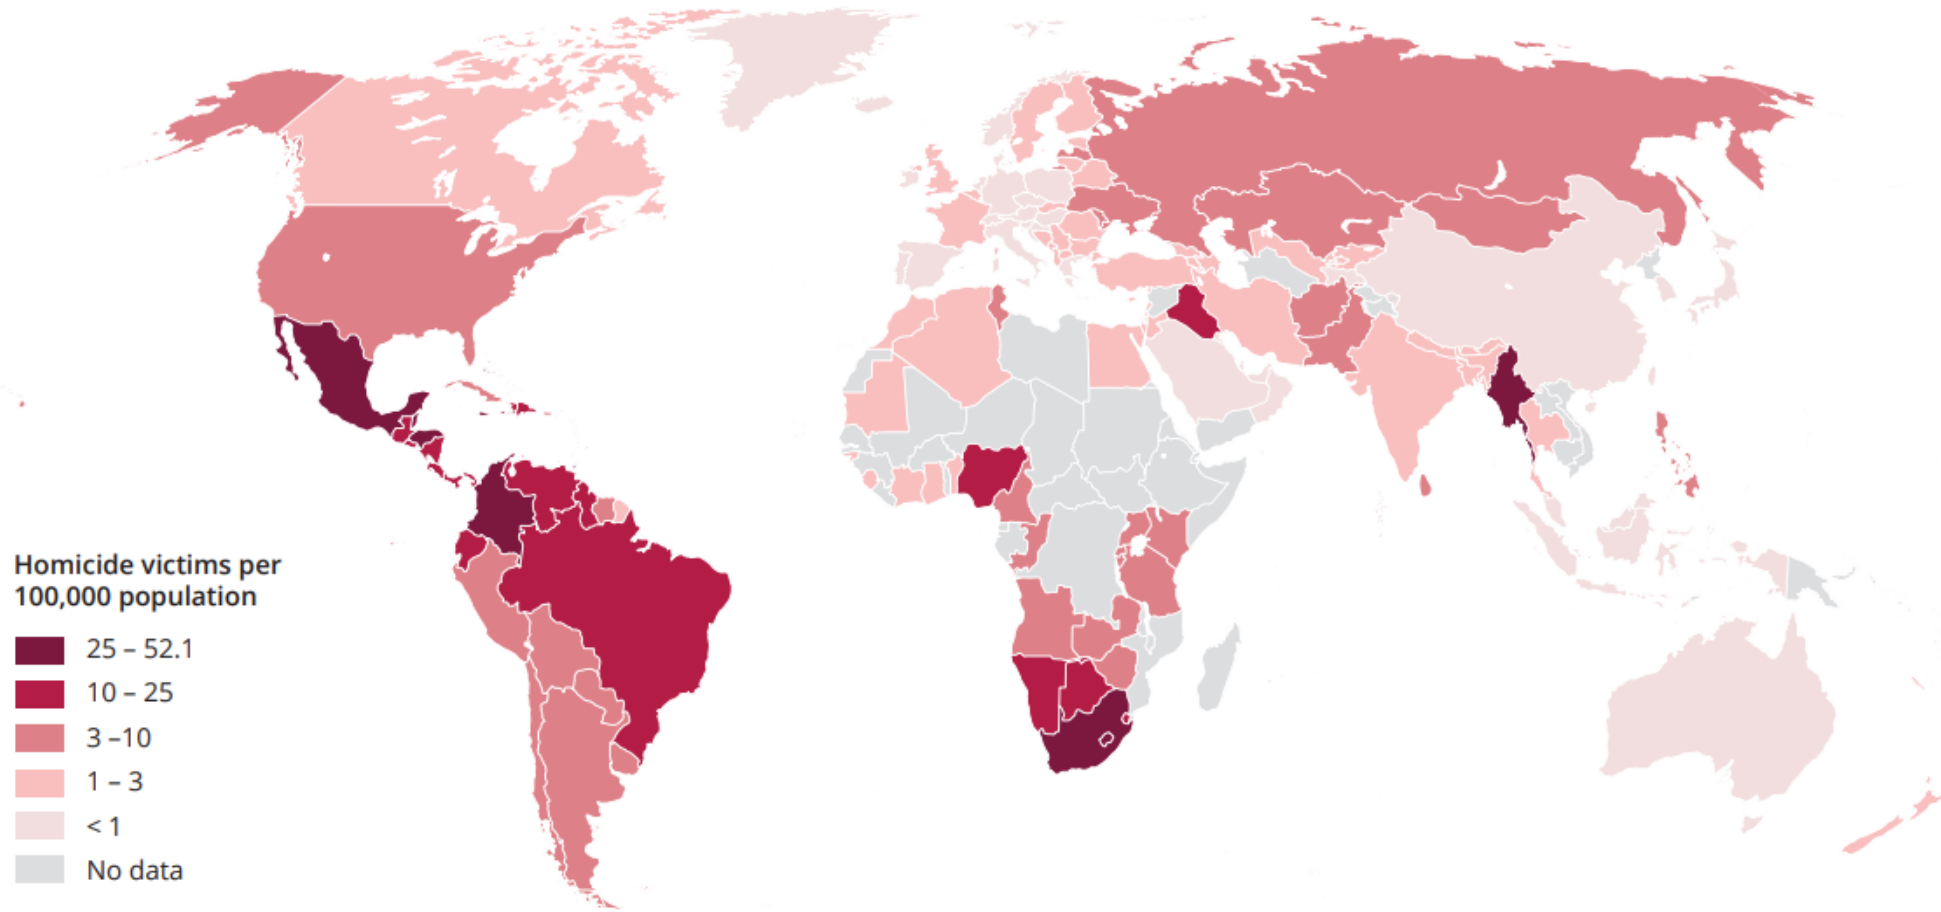 Homicide victims per
100,000 population
25 – 52.1
10 – 25
3 –10
1 – 3
< 1
No data